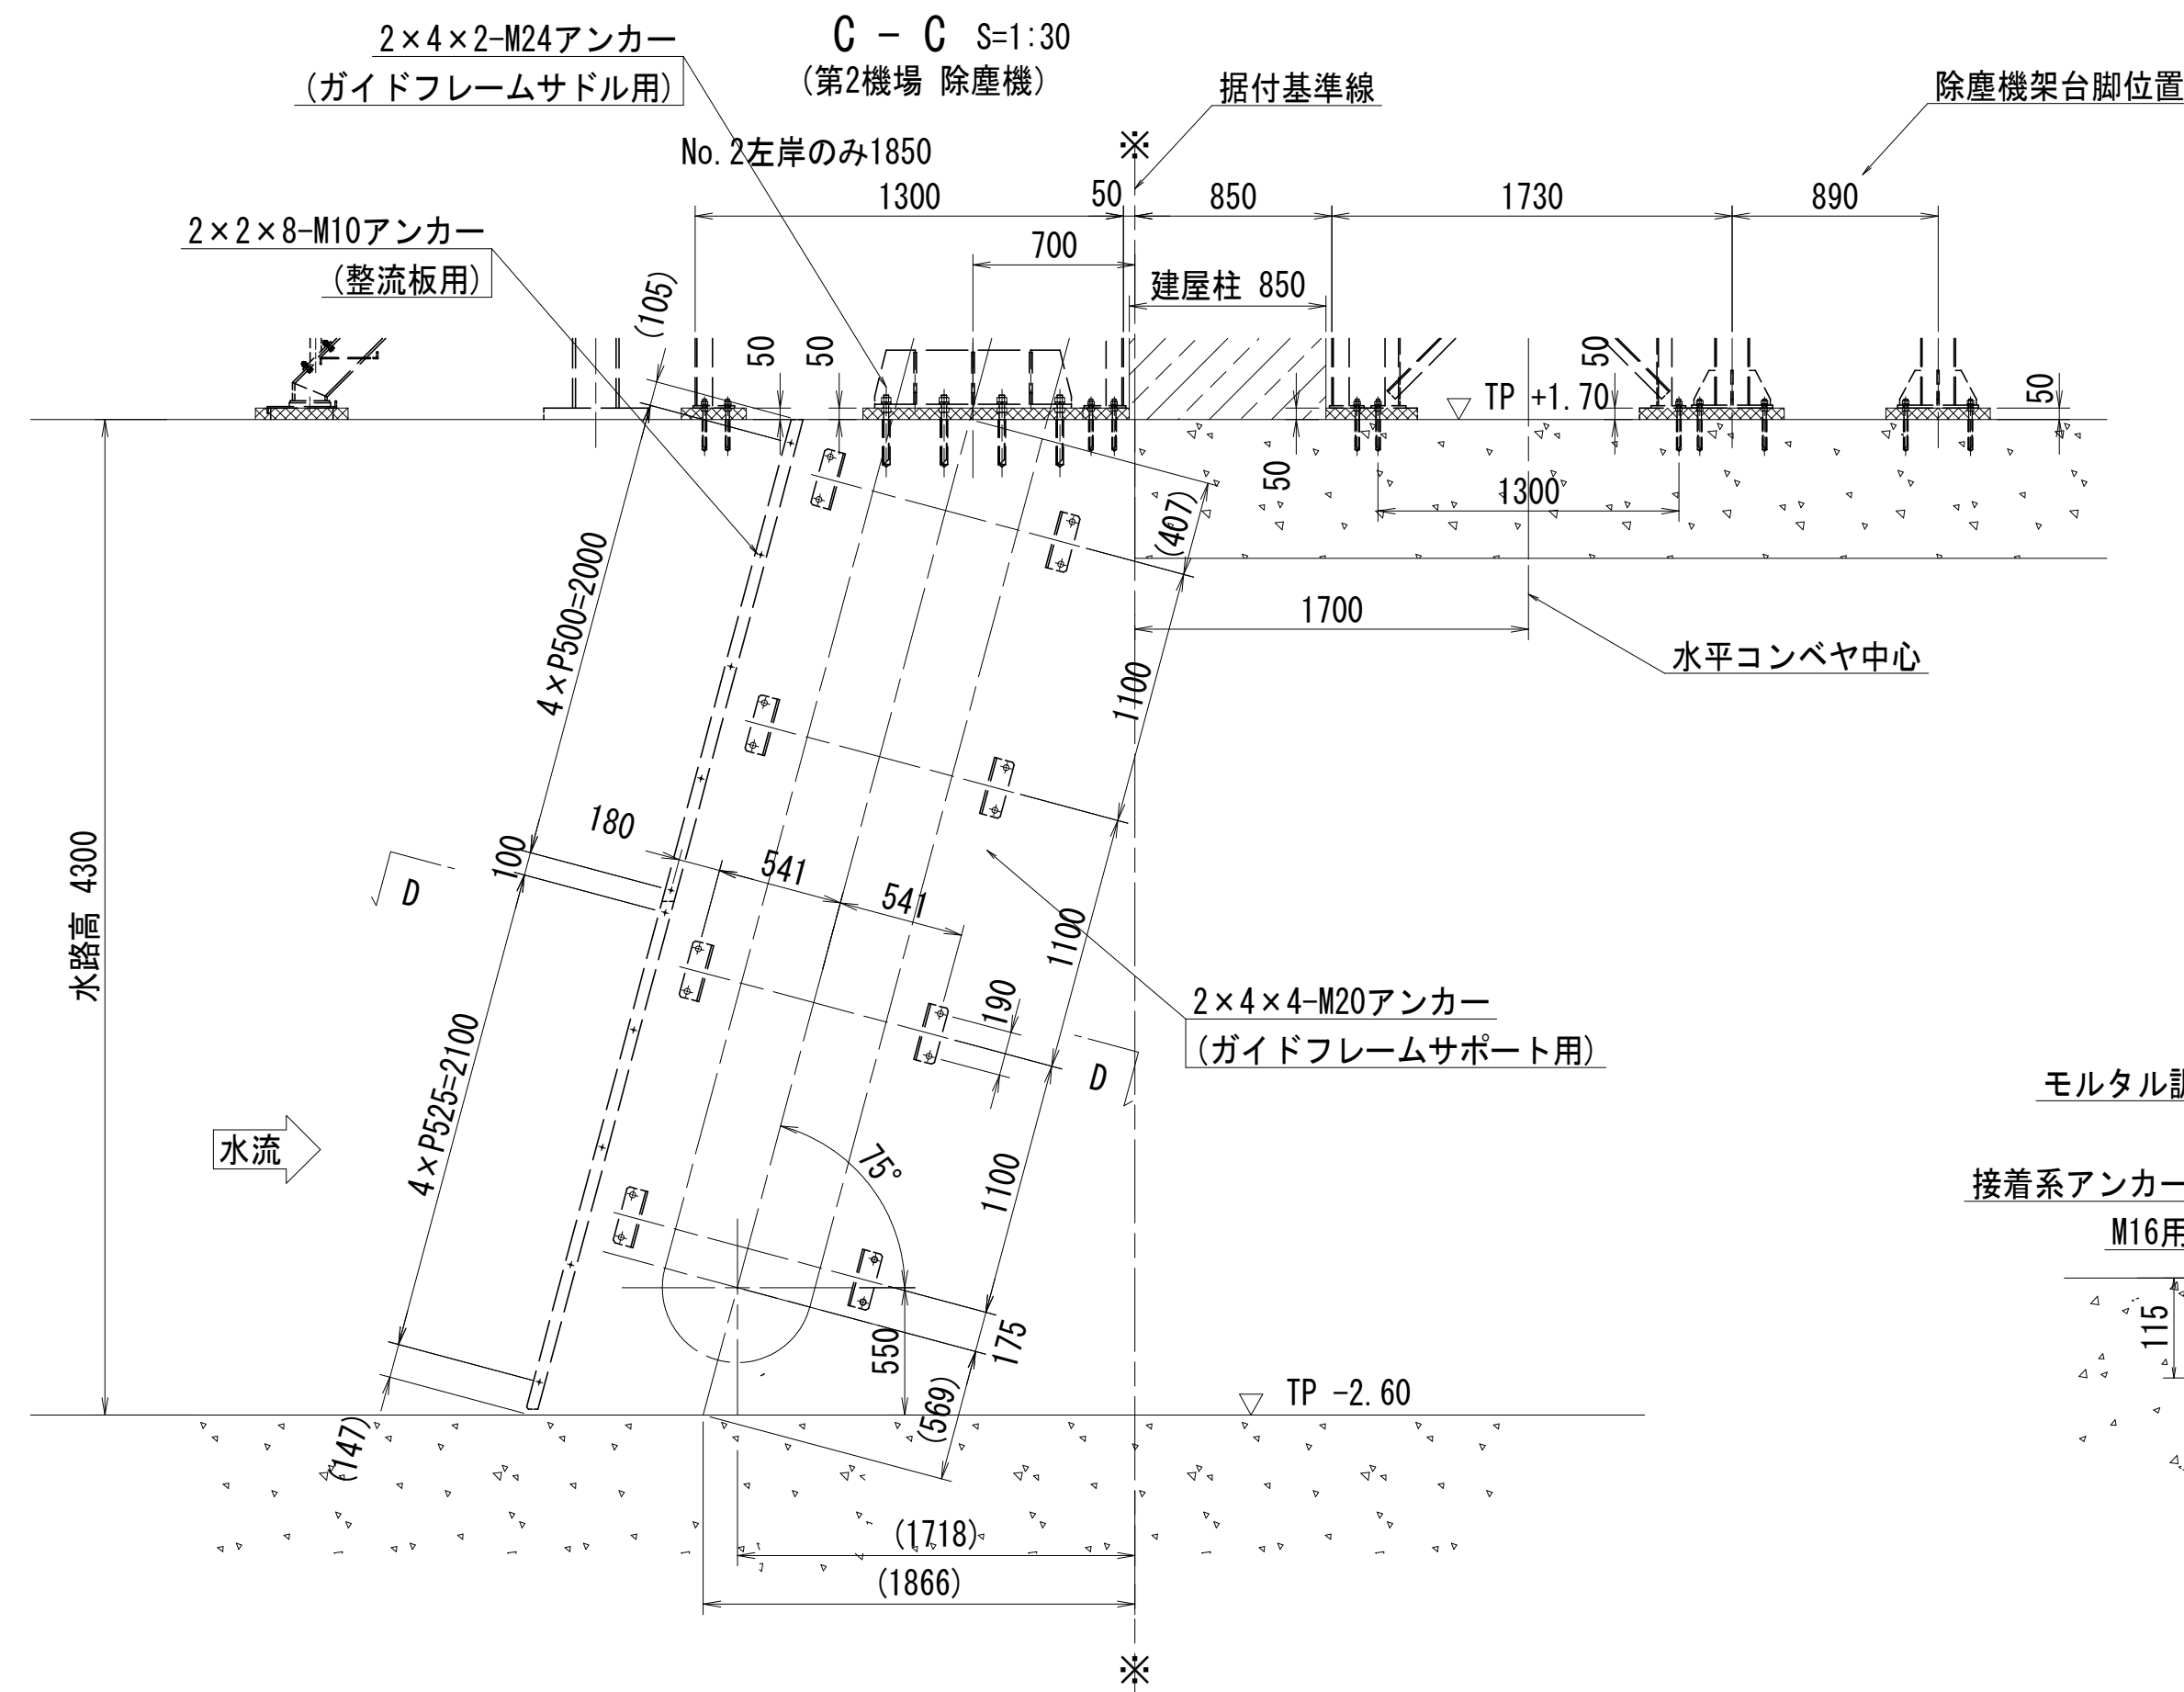 2×4×2-M24アンカー
(ガイドフレームサドル用)
C - C S=1:30
(第2機場 除塵機)
据付基準線
除塵機架台脚位置
※
No.2左岸のみ1850
1300
50
850
1730
890
2×2×8-M10アンカー
(整流板用)
700
建屋柱 850
(105)
50
50
50
50
TP +1.70
50
1300
(407)
4×P500=2000
1700
水平コンベヤ中心
1100
水路高 4300
180
100
541
541
D
1100
190
2×4×4-M20アンカー
(ガイドフレームサポート用)
D
4×P525=2100
水流
75°
1100
モルタル
接着系アンカー
M16用
115
550
175
TP -2.60
(569)
(147)
(1718)
(1866)
※